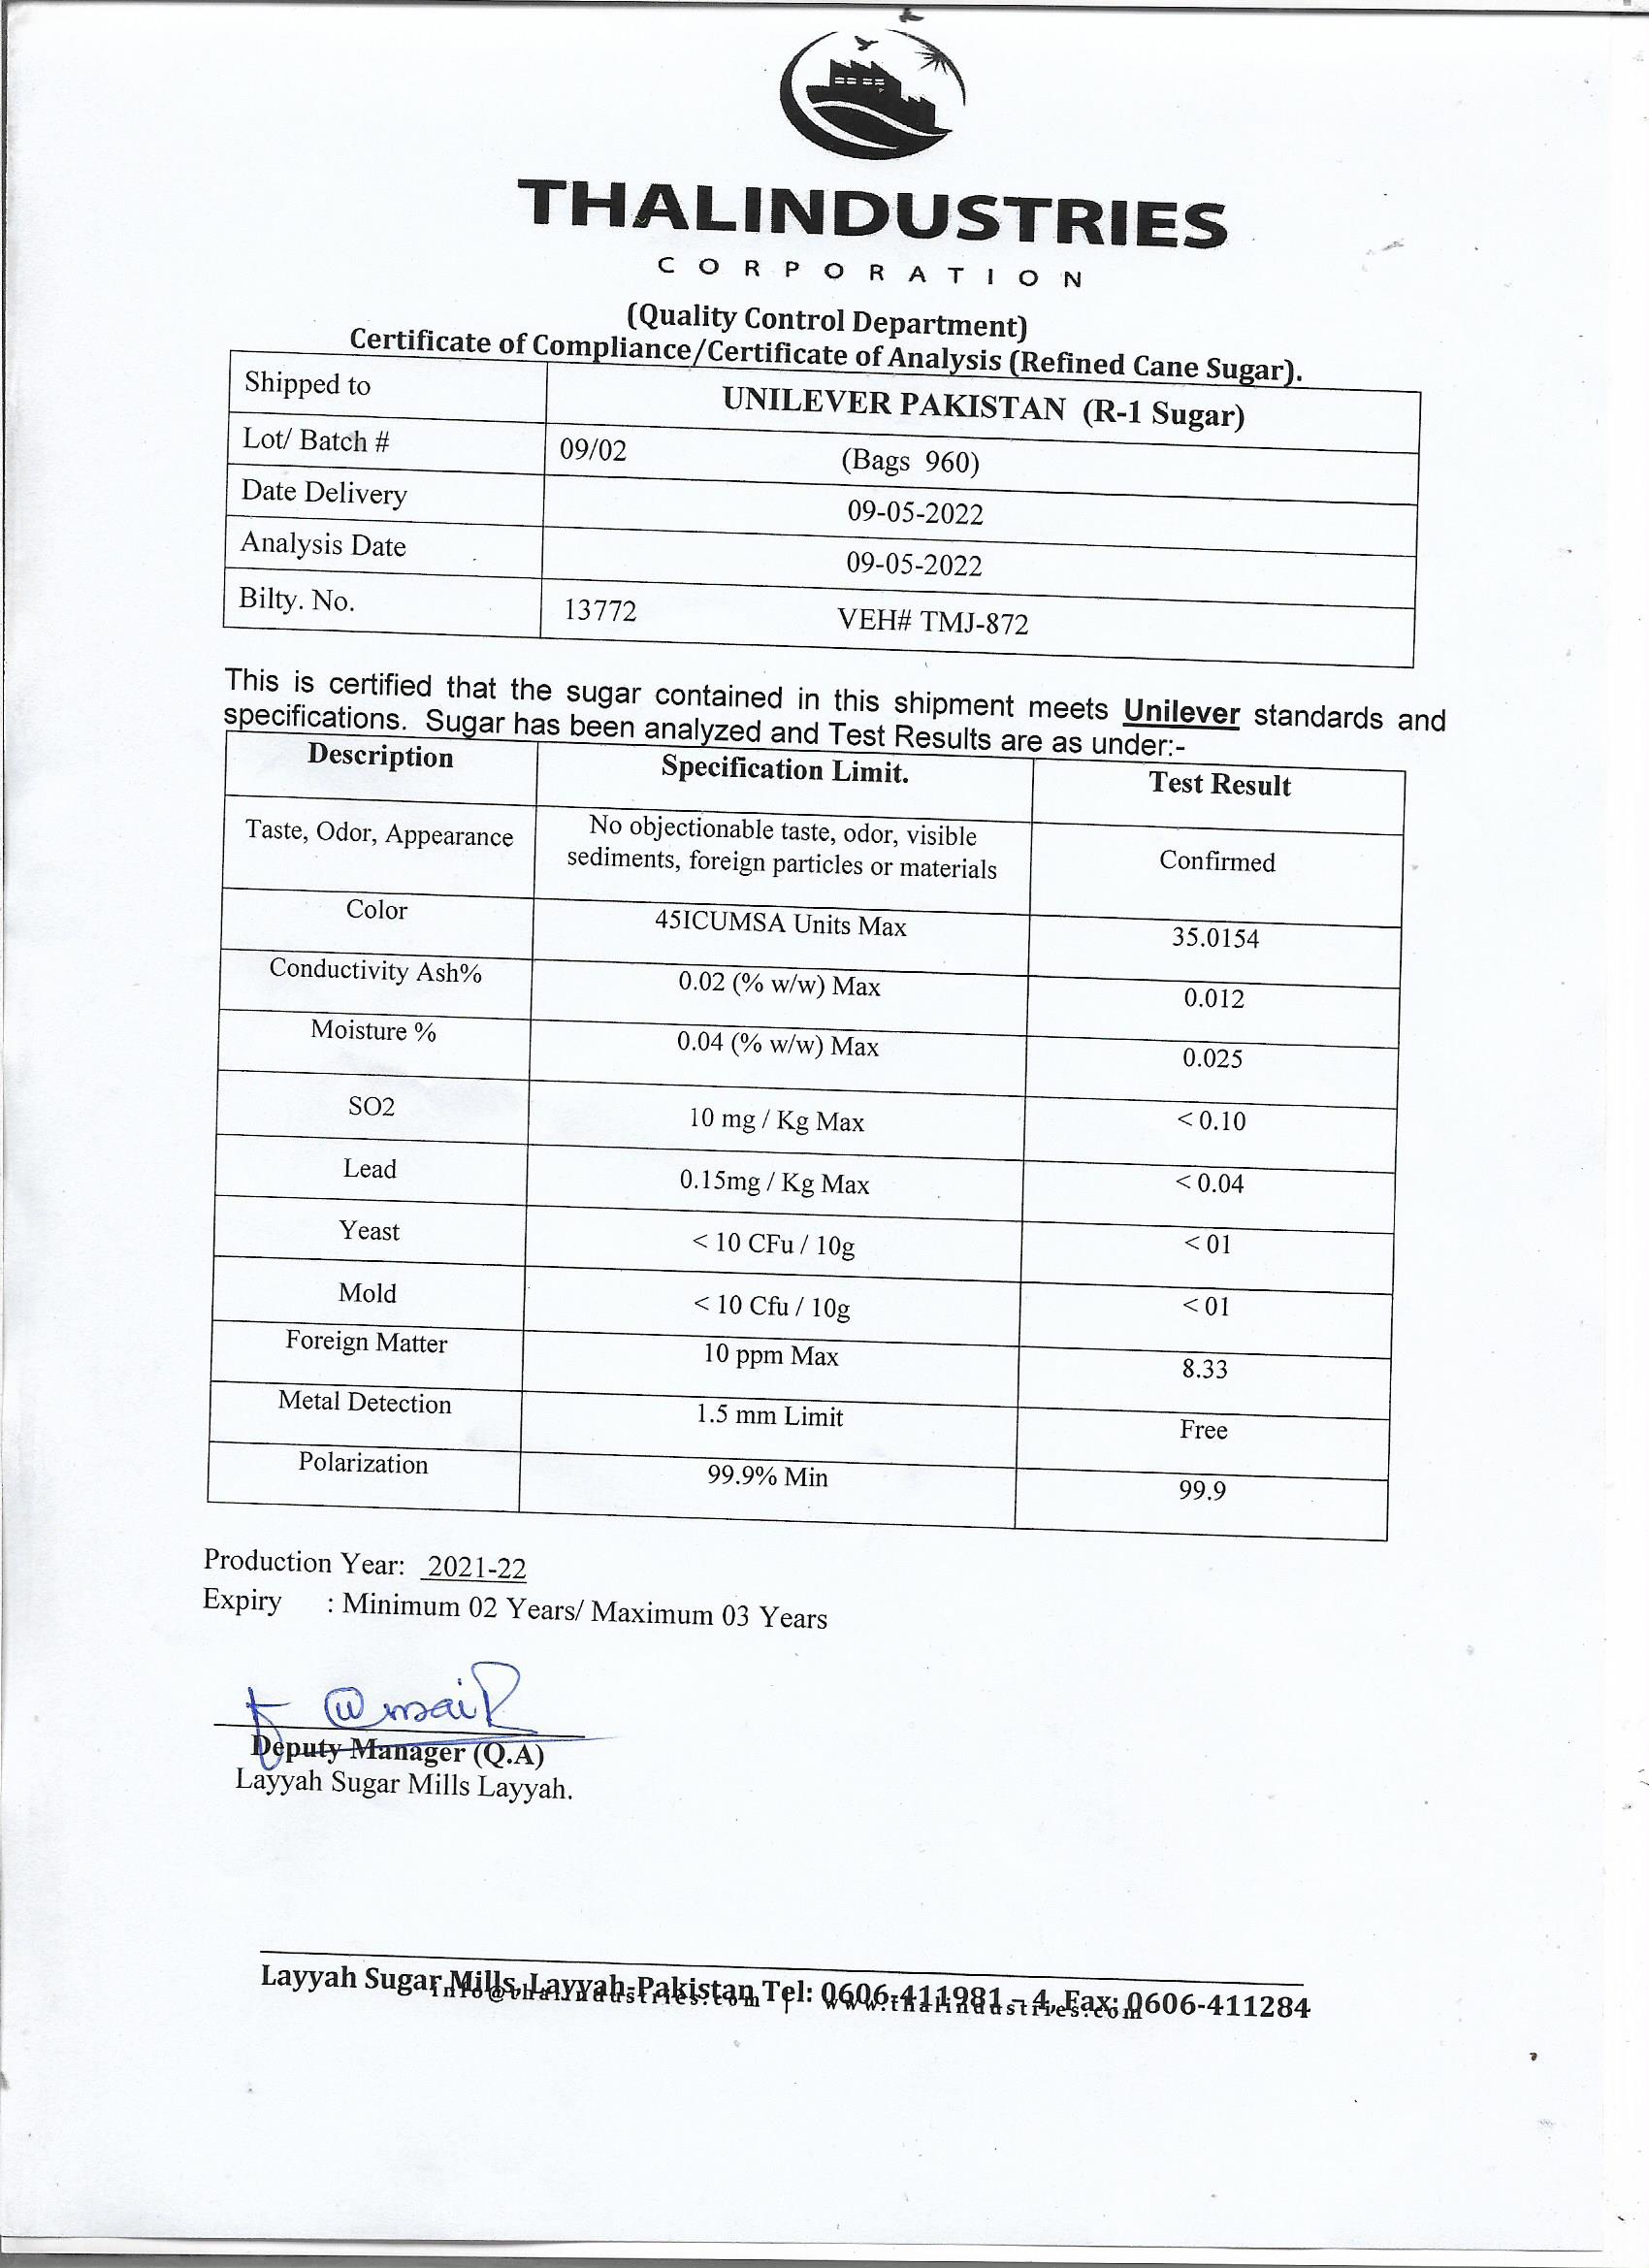 THALINDUSTRIES
CORPORATION
(Quality Control Department)
Certificate of Compliance/Certificate of Analysis (Refined Cane Sugar).
Shipped to UNILEVER PAKISTAN (R-1 Sugar)
Lot/ Batch # 09/02 (Bags 960)
Date Delivery 09-05-2022
Analysis Date 09-05-2022
Bilty. No. 13772 VEH# TMJ-872
This is certified that the sugar contained in this shipment meets Unilever standards and
specifications. Sugar has been analyzed and Test Results are as under:-
Description Specification Limit. Test Result
Taste, Odor, Appearance No objectionable taste, odor, visible
sediments, foreign particles or materials Confirmed
Color 45ICUMSA Units Max 35.0154
Conductivity Ash% 0.02 (% w/w) Max 0.012
Moisture % 0.04 (% w/w) Max 0.025
SO2 10 mg / Kg Max < 0.10
Lead 0.15mg / Kg Max < 0.04
Yeast < 10 CFu / 10g < 01
Mold < 10 Cfu / 10g < 01
Foreign Matter 10 ppm Max 8.33
Metal Detection 1.5 mm Limit Free
Polarization 99.9% Min 99.9
Production Year: 2021-22
Expiry : Minimum 02 Years/ Maximum 03 Years
Deputy Manager (Q.A)
Layyah Sugar Mills Layyah.
Layyah Sugar Mills, Layyah-Pakistan Tel: 0606-411981 – 4, Fax: 0606-411284
info@thalindustries.com | www.thalindustries.com